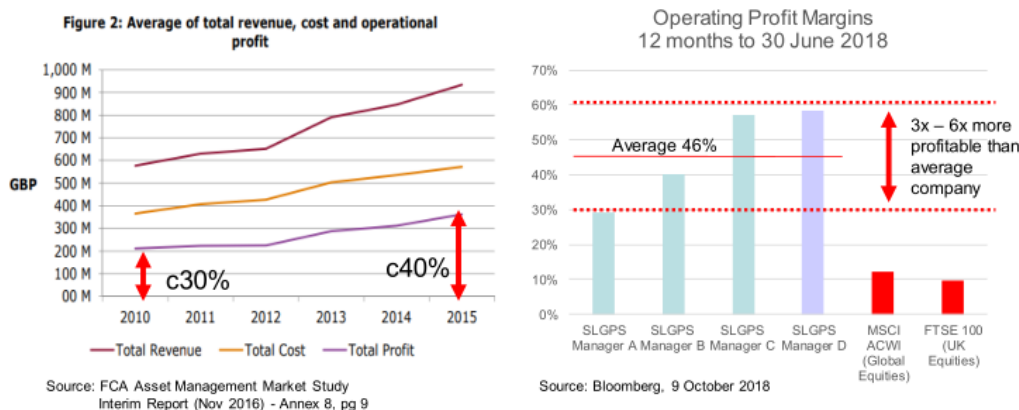 Figure 2: Average of total revenue, cost and operational
profit
1,000 M
900 M
800 M
700 M
600 M
500 M
400 M
300 M
200 M
100 M
00 M
GBP
c30%
c40%
2010 2011 2012 2013 2014 2015
Total Revenue Total Cost Total Profit
Source: FCA Asset Management Market Study
Interim Report (Nov 2016) - Annex 8, pg 9
Operating Profit Margins
12 months to 30 June 2018
70%
60%
50%
40%
30%
20%
10%
0%
Average 46%
3x – 6x more
profitable than
average
company
SLGPS
Manager A
SLGPS
Manager B
SLGPS
Manager C
SLGPS
Manager D
MSCI
ACWI
(Global
Equities)
FTSE 100
(UK
Equities)
Source: Bloomberg, 9 October 2018